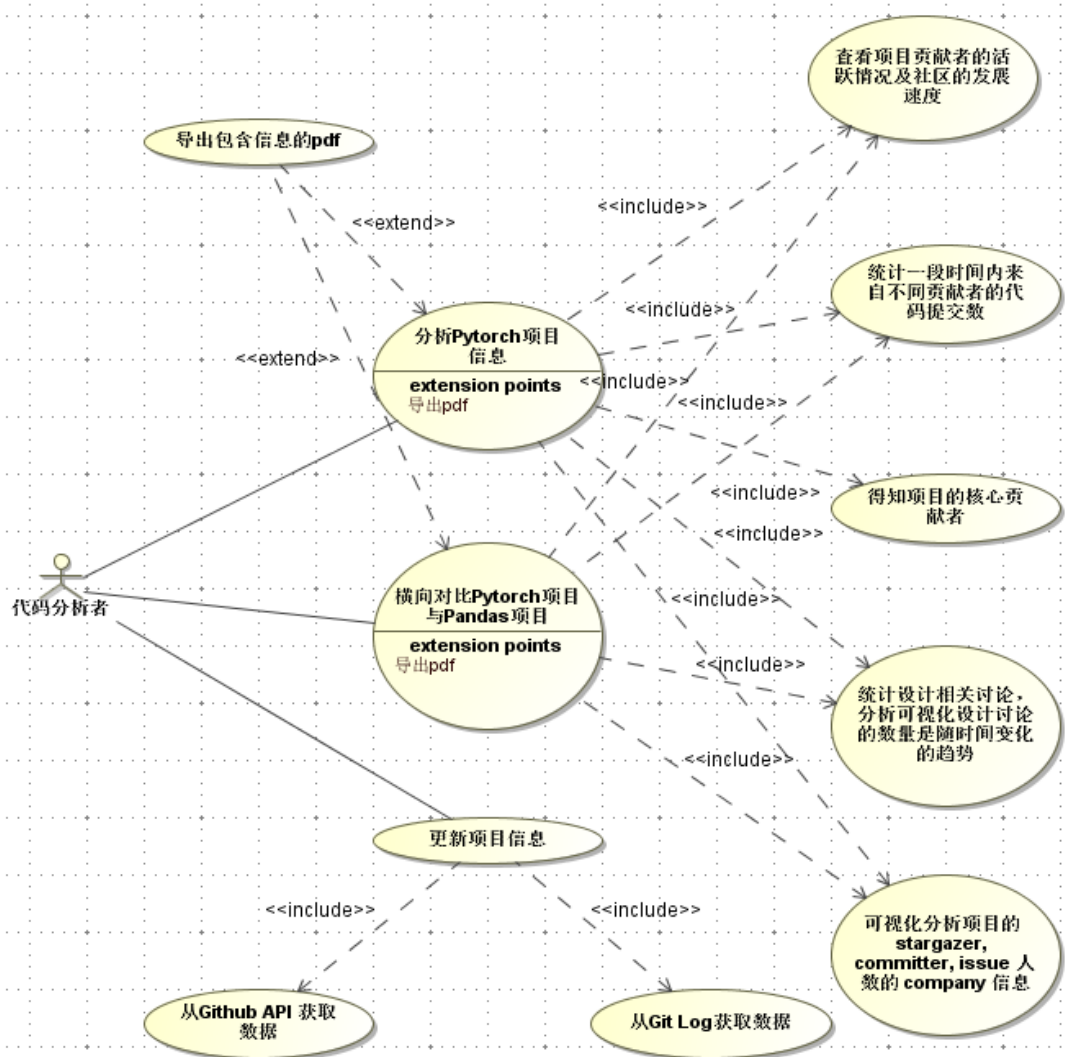 查看项目贡献者的活
跃情况及社区的发展
速度
导出包含信息的pdf
<<include>>
<<extend>>
统计一段时间内来
自不同贡献者的代
码提交数
<<include>>
分析Pytorch项目
信息
<<extend>>
extension points
导出pdf
<<include>>
<<include>>
<<include>>
得知项目的核心贡
献者
<<include>>
代码分析者
横向对比Pytorch项目
与Pandas项目
extension points
导出pdf
<<include>>
<<include>>
统计设计相关讨论，
分析可视化设计讨论
的数量是随时间变化
的趋势
<<include>>
更新项目信息
<<include>>
<<include>>
可视化分析项目的
stargazer,
committer, issue 人
数的 company 信息
从Github API 获取
数据
从Git Log获取数据